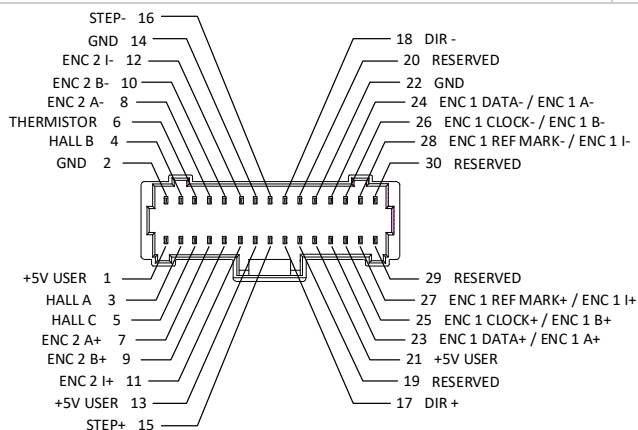 STEP- 16
GND 14
ENC 2 I- 12
ENC 2 B- 10
ENC 2 A- 8
THERMISTOR 6
HALL B 4
GND 2
18 DIR -
20 RESERVED
22 GND
24 ENC 1 DATA- / ENC 1 A-
26 ENC 1 CLOCK- / ENC 1 B-
28 ENC 1 REF MARK- / ENC 1 I-
30 RESERVED
+5V USER 1
HALL A 3
HALL C 5
ENC 2 A+ 7
ENC 2 B+ 9
ENC 2 I+ 11
+5V USER 13
STEP+ 15
29 RESERVED
27 ENC 1 REF MARK+ / ENC 1 I+
25 ENC 1 CLOCK+ / ENC 1 B+
23 ENC 1 DATA+ / ENC 1 A+
21 +5V USER
19 RESERVED
17 DIR +